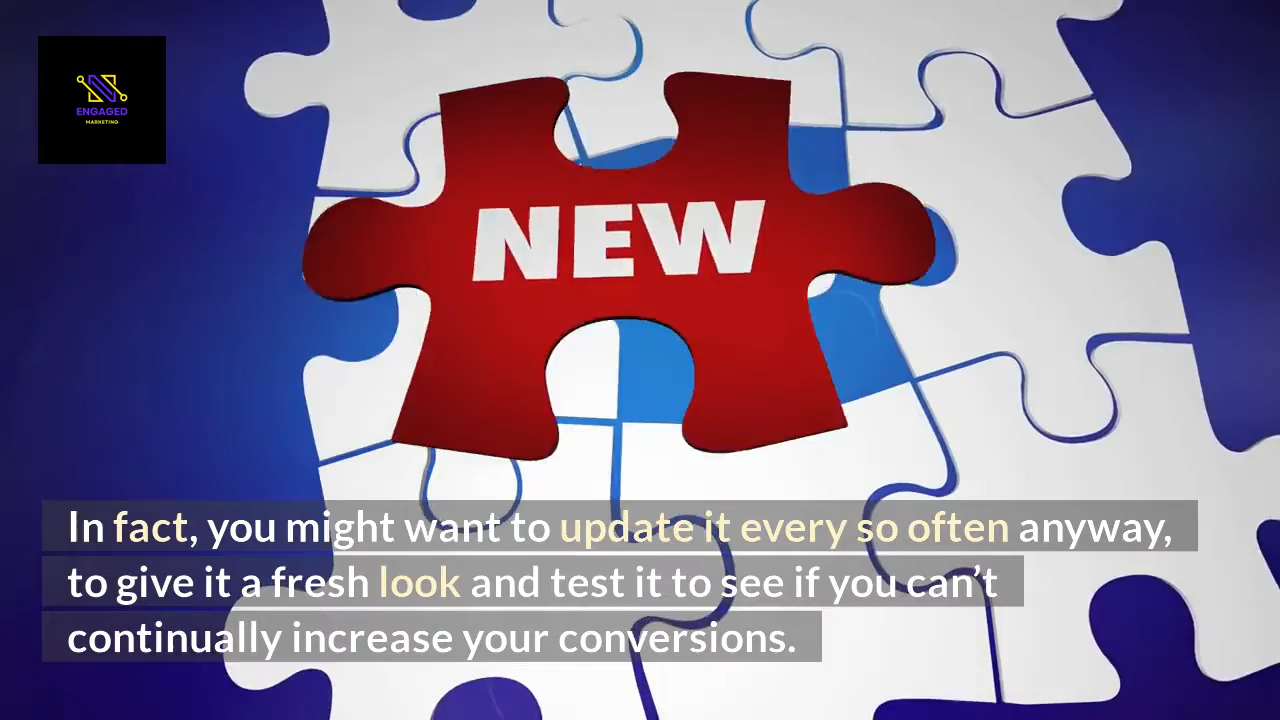 ENGAGED
MARKETING
NEW
In fact, you might want to update it every so often anyway,
to give it a fresh look and test it to see if you can’t
continually increase your conversions.